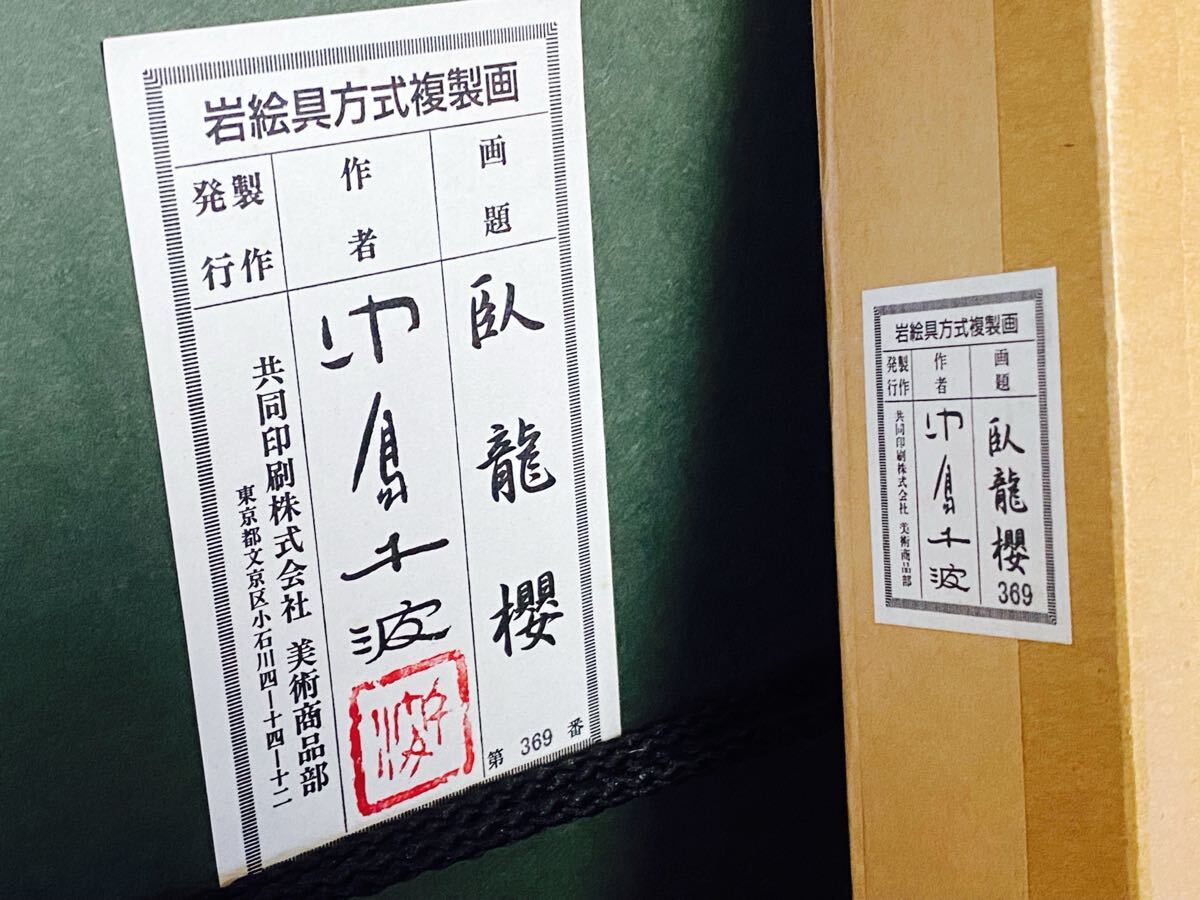 岩絵具方式複製画
画題
臥龍櫻
第 369 番
作者
中島千波
製作
発行
共同印刷株式会社 美術商品部
東京都文京区小石川四ー十四ー十二
岩絵具方式複製画
画題
臥龍櫻
369
作者
中島千波
製作
発行
共同印刷株式会社 美術商品部